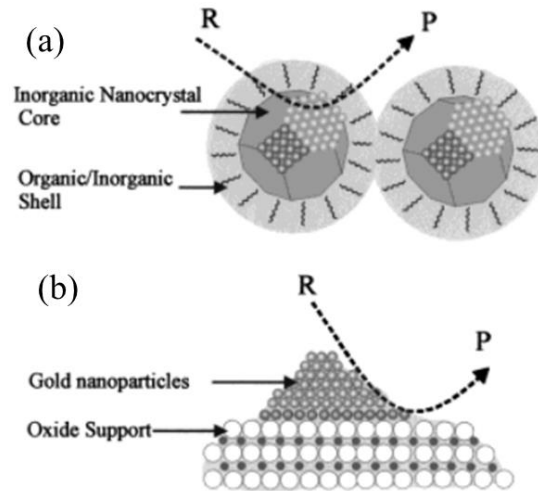 (a)
R
P
Inorganic Nanocrystal
Core
Organic/Inorganic
Shell
(b)
R
P
Gold nanoparticles
Oxide Support